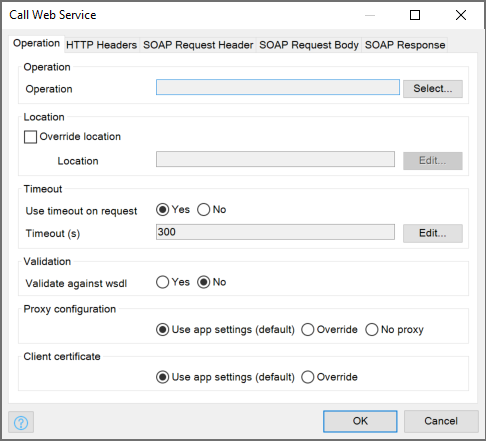 Call Web Service
Operation HTTP Headers SOAP Request Header SOAP Request Body SOAP Response
Operation
Operation Select...
Location
Override location
Location Edit...
Timeout
Use timeout on request Yes No
Timeout (s) 300 Edit...
Validation
Validate against wsdl Yes No
Proxy configuration
Use app settings (default) Override No proxy
Client certificate
Use app settings (default) Override
? OK Cancel